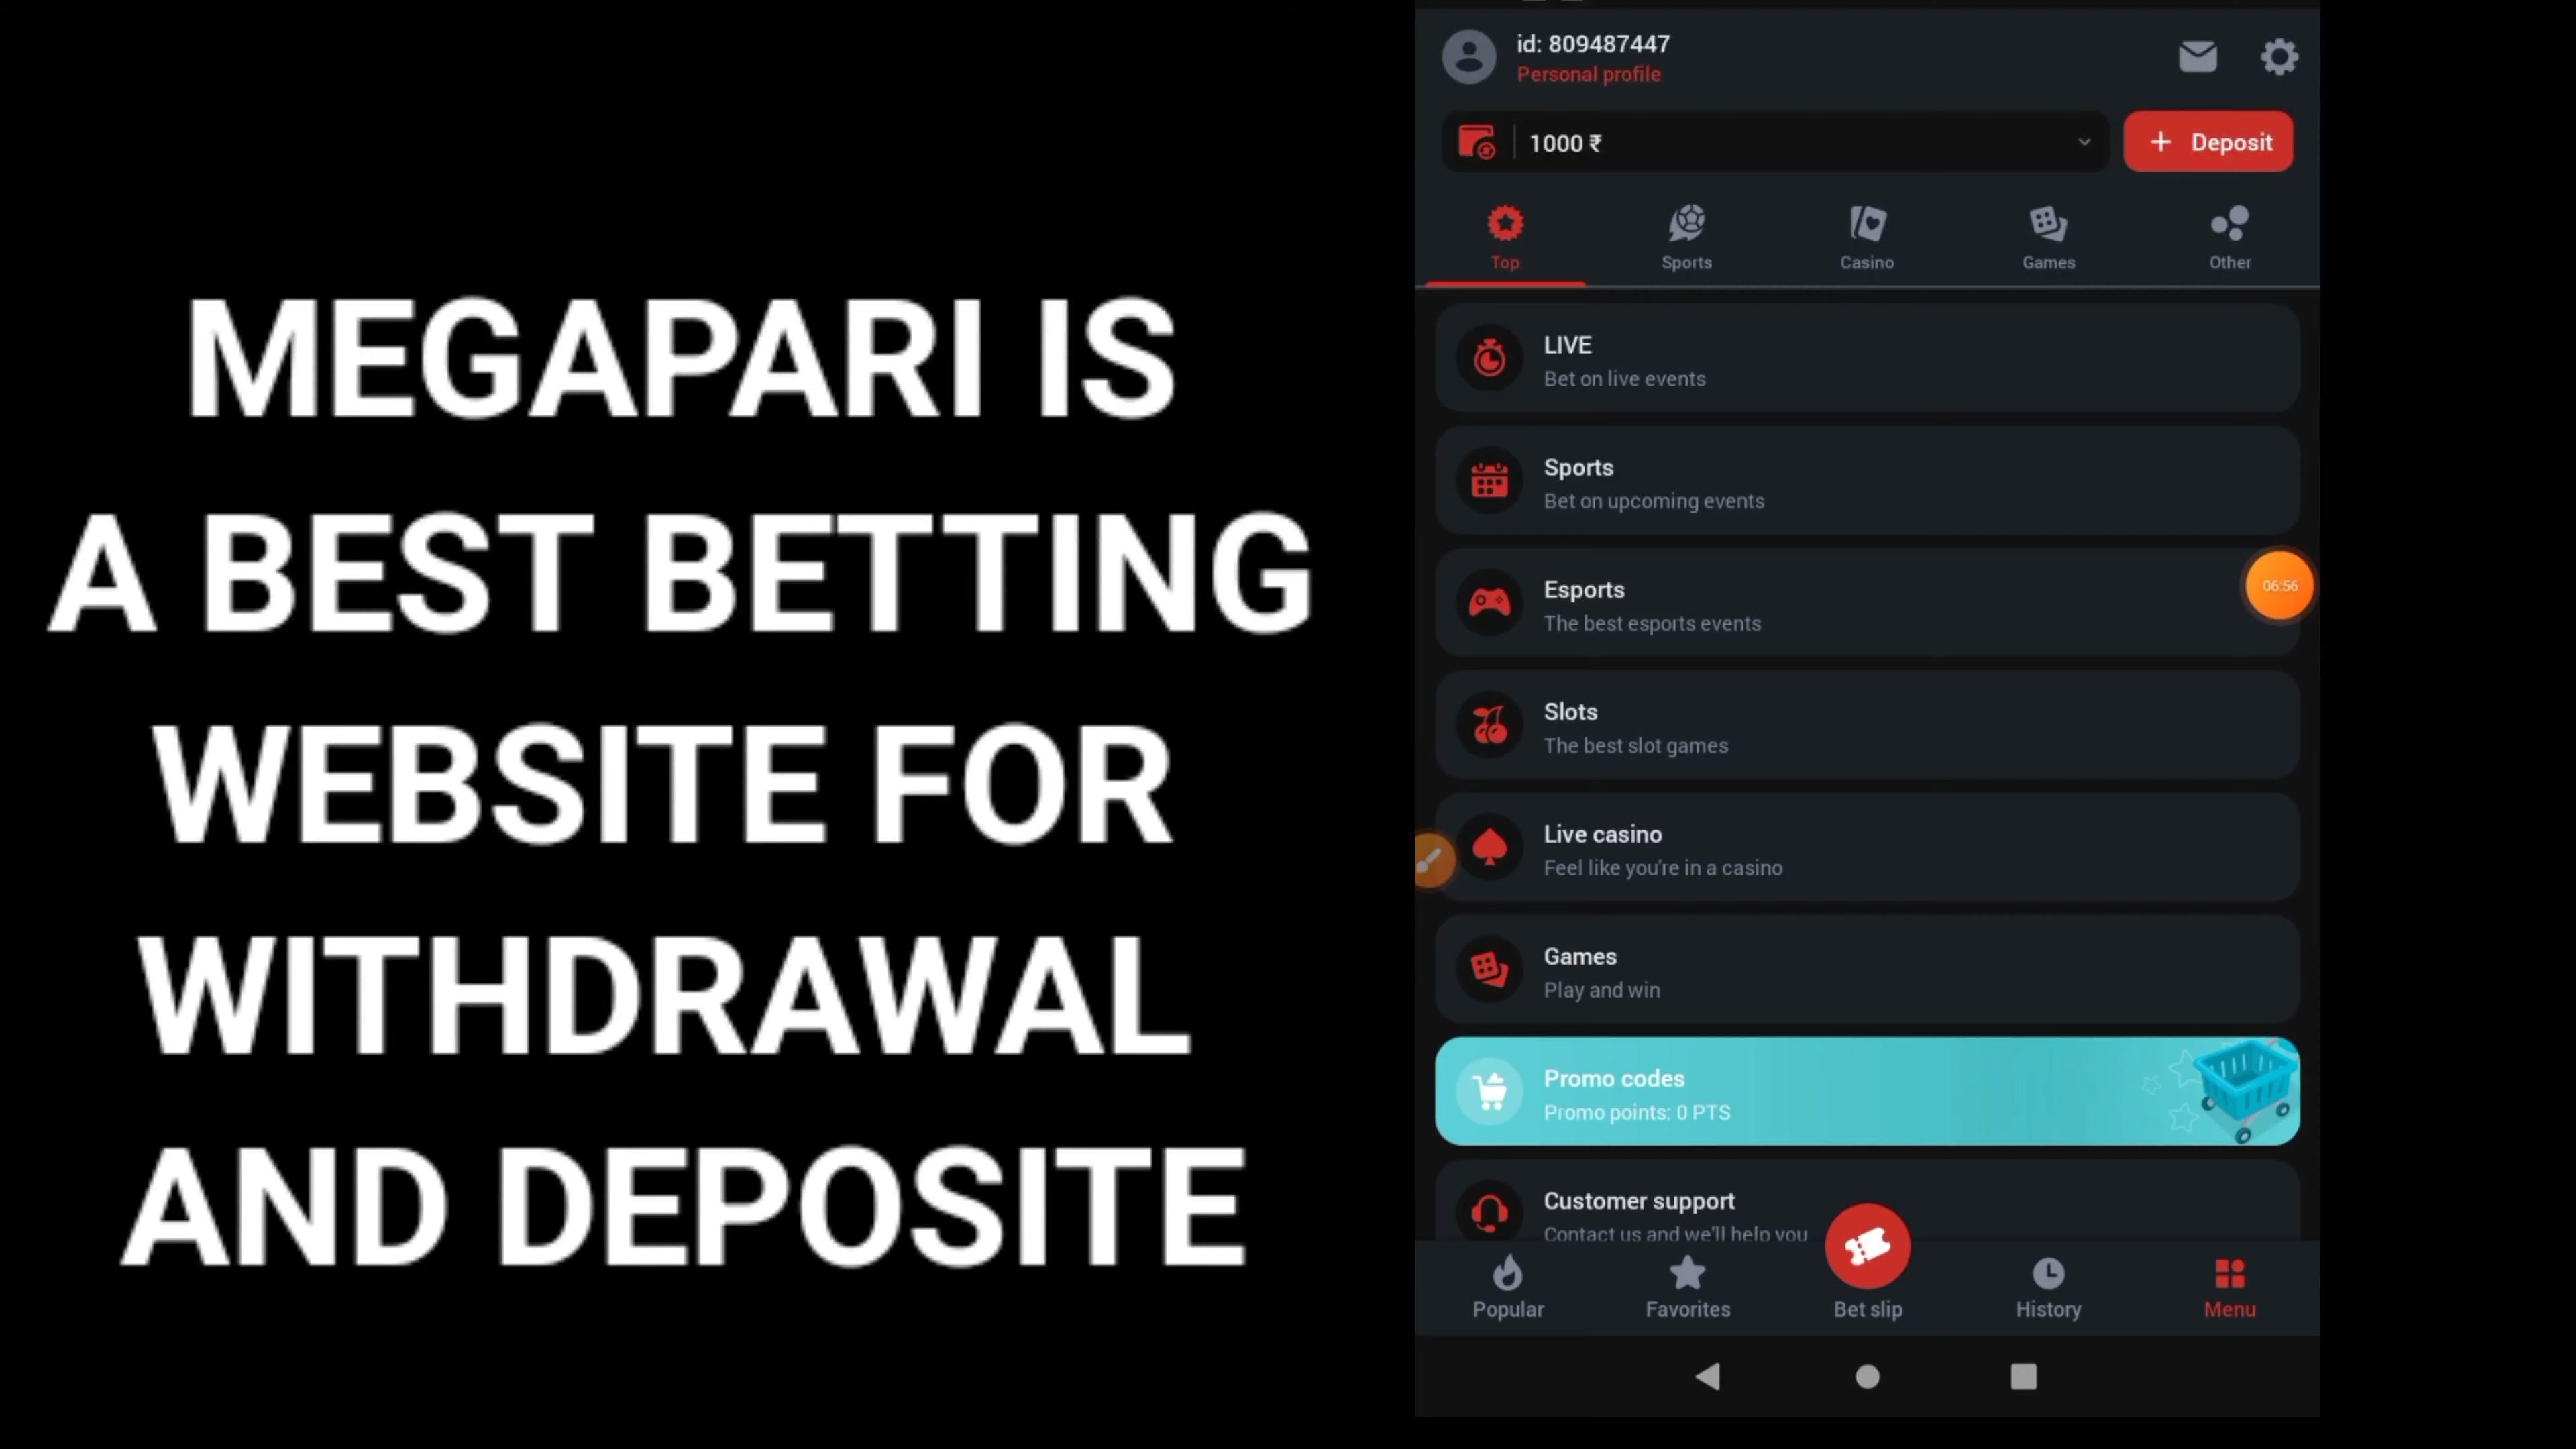 MEGAPARI IS
A BEST BETTING
WEBSITE FOR
WITHDRAWAL
AND DEPOSITE
id: 809487447
Personal profile
1000 ₹
+ Deposit
Top
Sports
Casino
Games
Other
LIVE
Bet on live events
Sports
Bet on upcoming events
Esports
The best esports events
06:56
Slots
The best slot games
Live casino
Feel like you're in a casino
Games
Play and win
Promo codes
Promo points: 0 PTS
Customer support
Contact us and we'll help you
Popular
Favorites
Bet slip
History
Menu